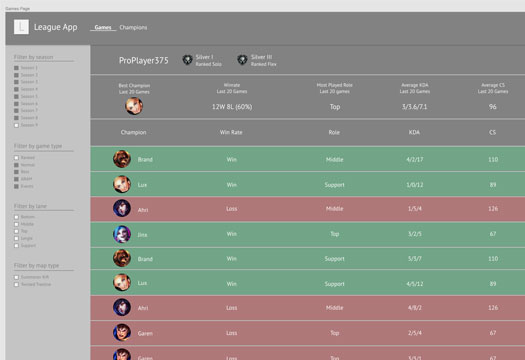 Games Page
L
League App
Games
Champions
Filter by season
Season 1
Season 2
Season 3
Season 4
Season 5
Season 6
Season 7
Season 8
Season 9
Filter by game type
Ranked
Normal
Blitz
ARAM
Events
Filter by lane
Bottom
Middle
Top
Jungle
Support
Filter by map type
Summoner Rift
Twisted Treeline
ProPlayer375
Silver I
Ranked Solo
Silver III
Ranked Flex
Best Champion
Last 20 Games
Winrate
Last 20 games
12W 8L (60%)
Most Played Role
Last 20 games
Top
Average KDA
Last 20 Games
3/3.6/7.1
Average CS
Last 20 Games
96
Champion Win Rate Role KDA CS
Brand Win Middle 4/2/17 110
Lux Win Support 1/0/12 89
Ahri Loss Middle 1/5/4 126
Jinx Win Top 3/2/5 67
Brand Win Support 5/3/7 110
Lux Win Support 4/5/12 89
Ahri Loss Middle 4/8/2 126
Garen Loss Top 2/5/4 67
Garen Loss Top 2/5/4 67